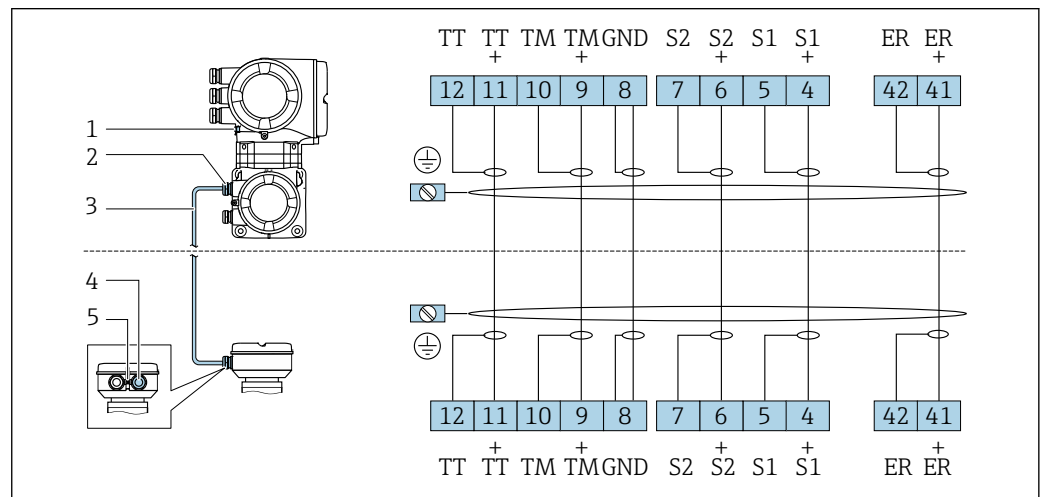 TT TT TM TM GND S2 S2 S1 S1 ER ER
+ + + + +
12 11 10 9 8 7 6 5 4 42 41
1
2
3
4
5
12 11 10 9 8 7 6 5 4 42 41
+ + + + +
TT TT TM TM GND S2 S2 S1 S1 ER ER